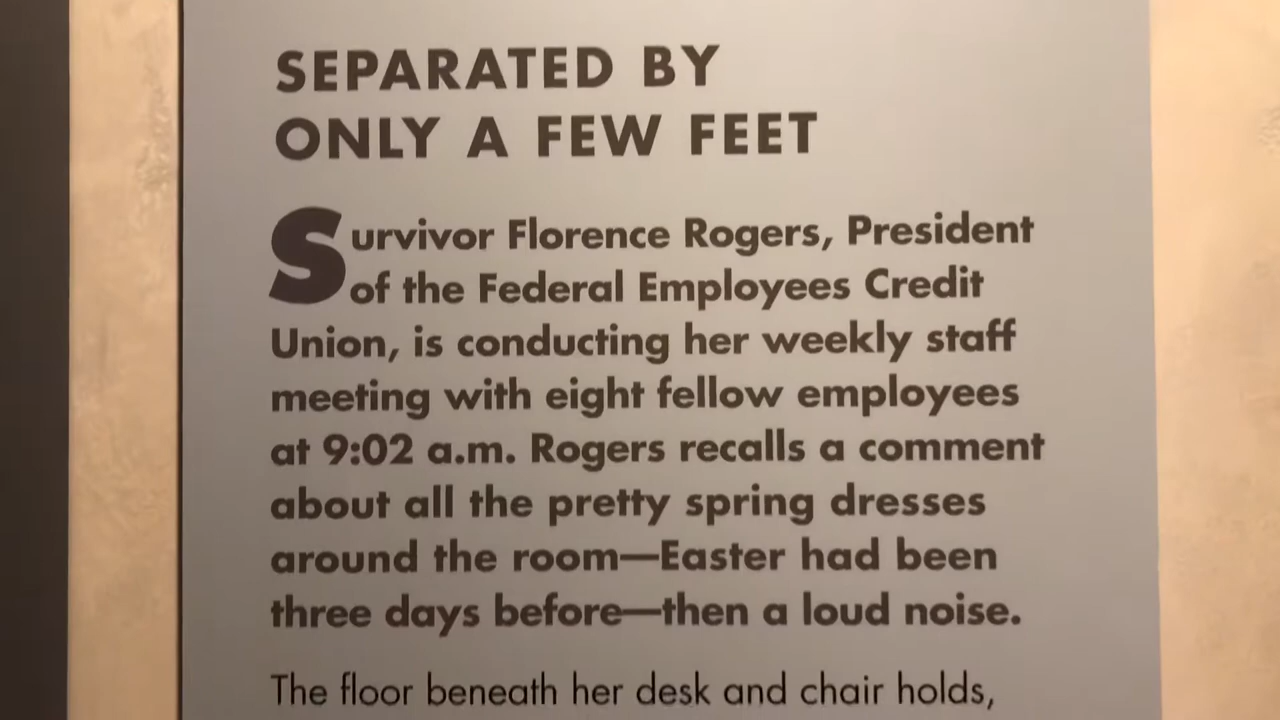 SEPARATED BY
ONLY A FEW FEET
Survivor Florence Rogers, President
of the Federal Employees Credit
Union, is conducting her weekly staff
meeting with eight fellow employees
at 9:02 a.m. Rogers recalls a comment
about all the pretty spring dresses
around the room—Easter had been
three days before—then a loud noise.
The floor beneath her desk and chair holds,